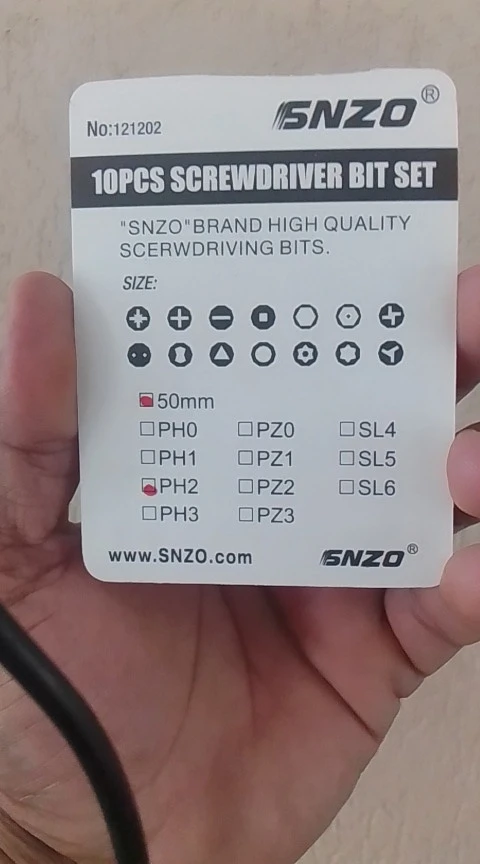 No:121202
SNZO®
10PCS SCREWDRIVER BIT SET
"SNZO"BRAND HIGH QUALITY
SCERWDRIVING BITS.
SIZE:
50mm
PH0 PZ0 SL4
PH1 PZ1 SL5
PH2 PZ2 SL6
PH3 PZ3
www.SNZO.com SNZO®